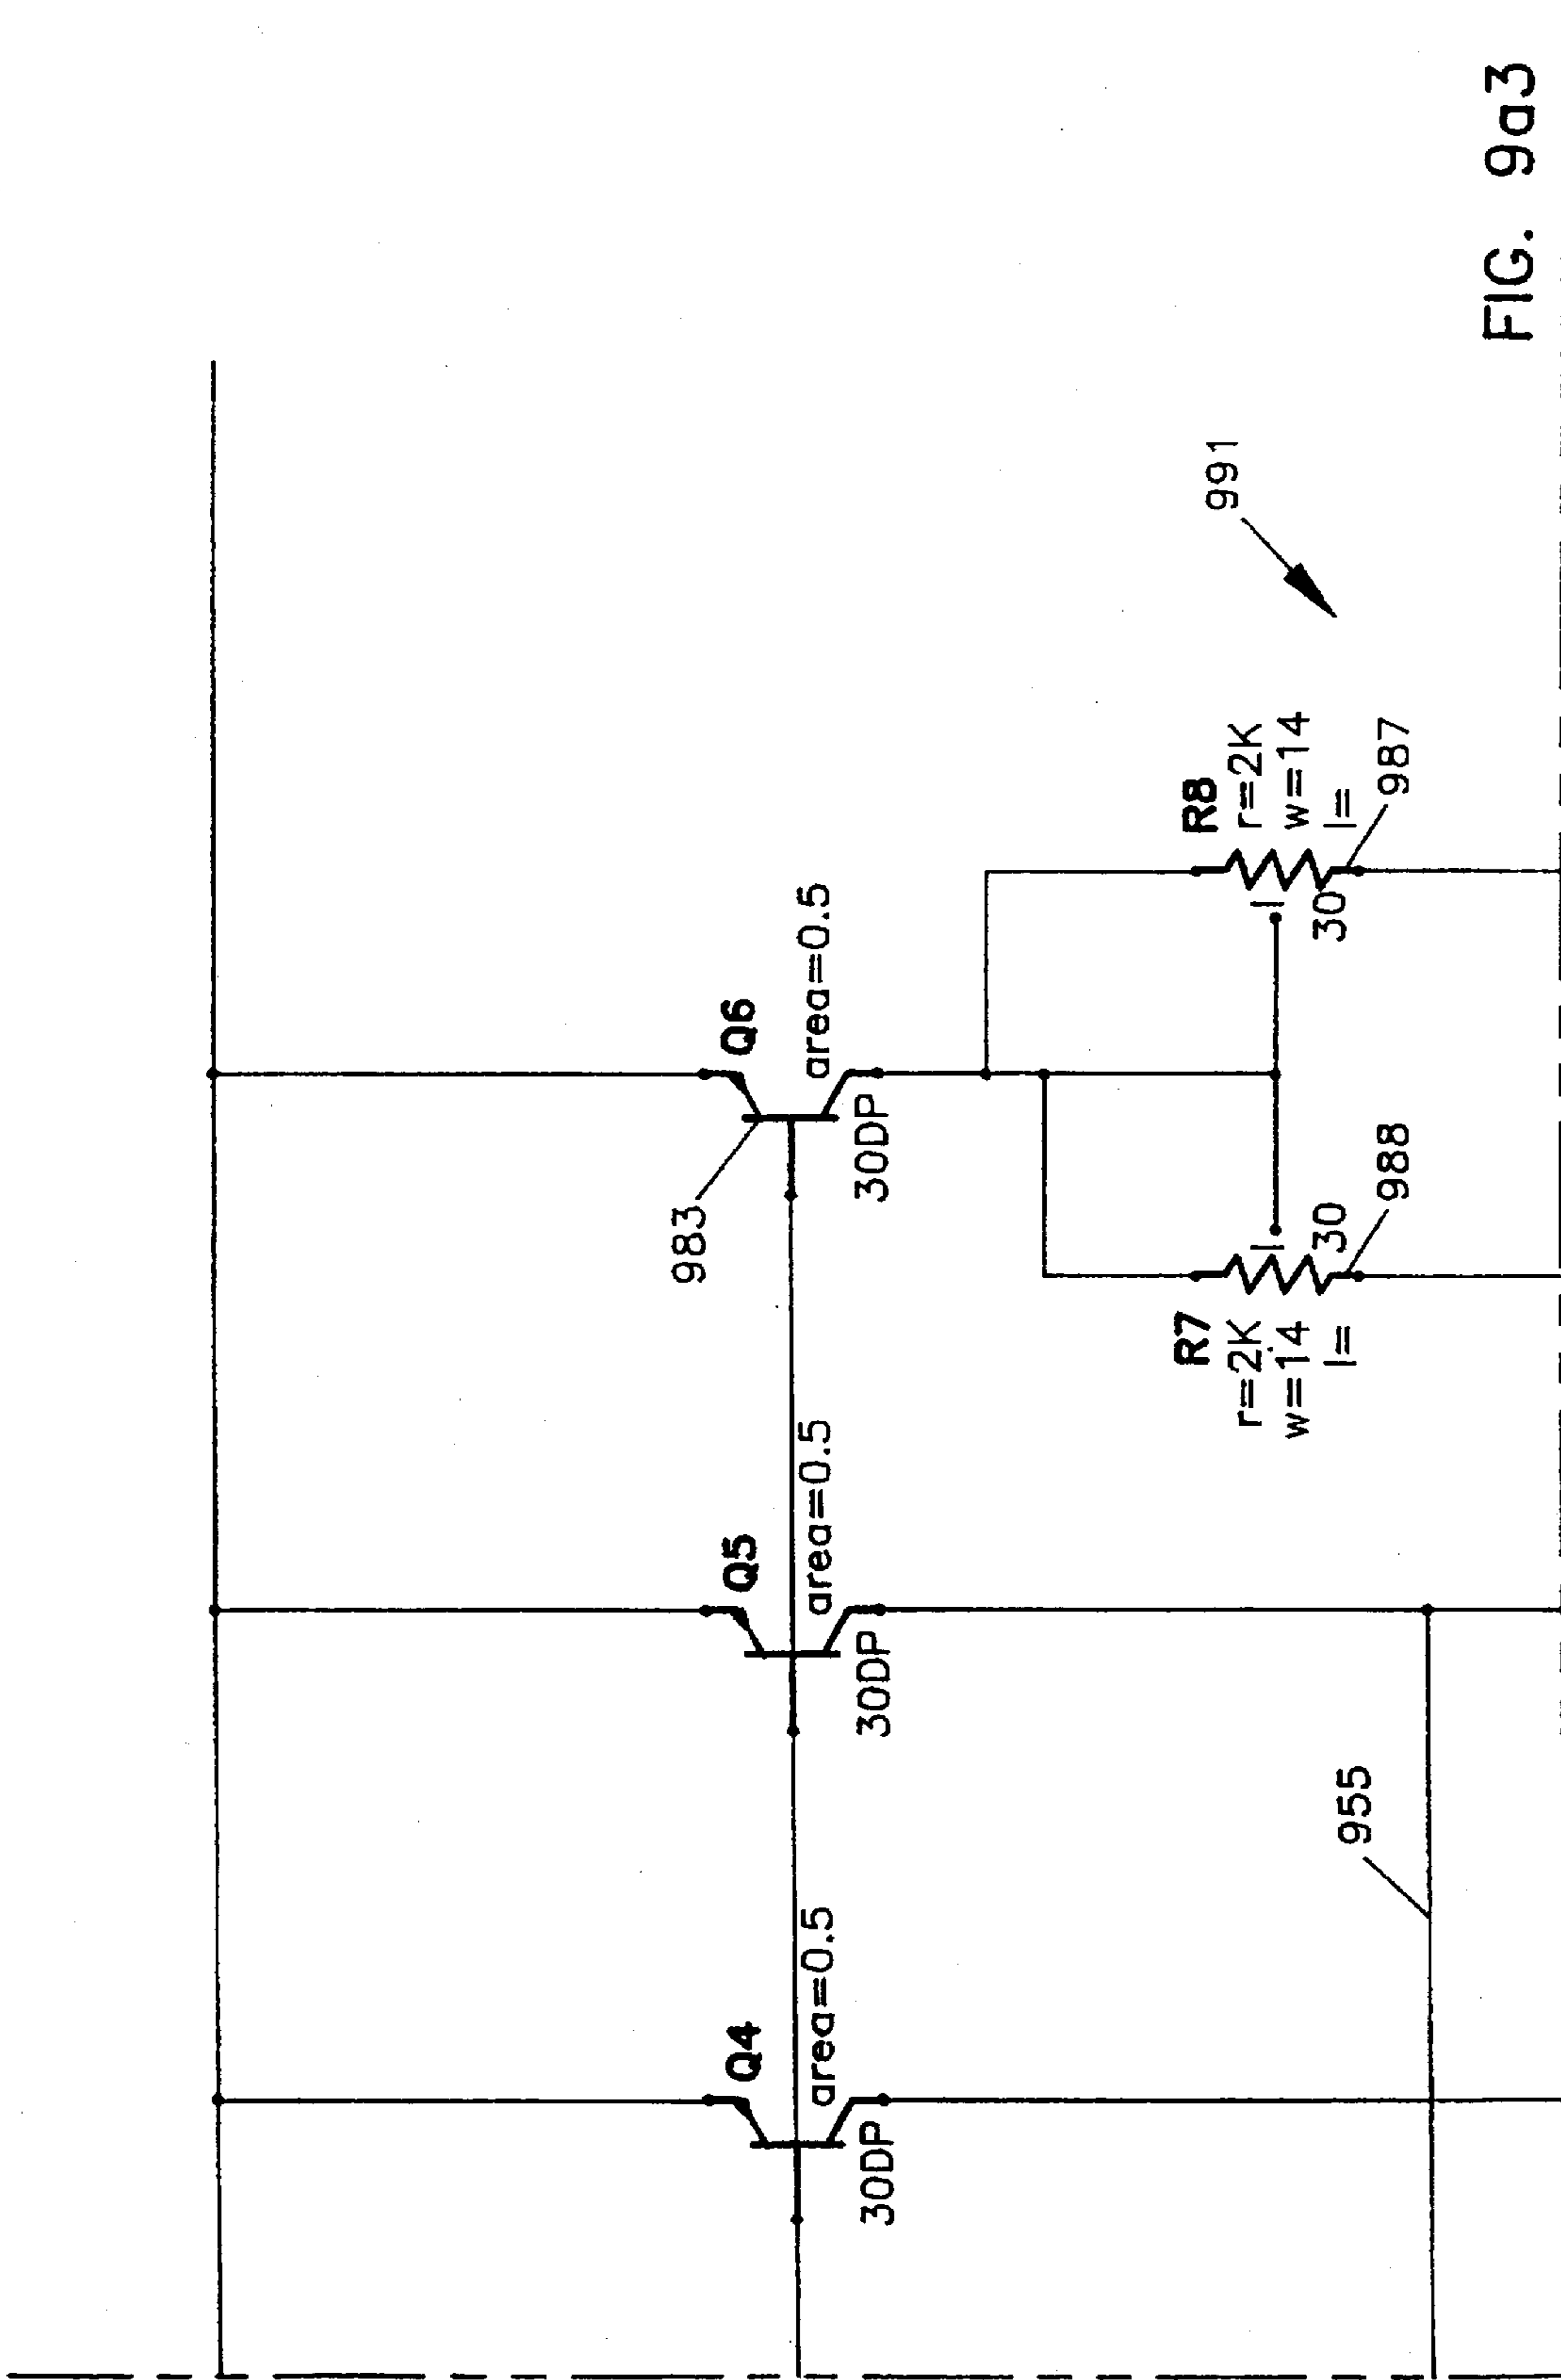 Q4
area=0.5
30DP
Q5
area=0.5
30DP
983
Q6
area=0.5
30DP
955
R7
r=2K
w=14
l=
30
988
R8
r=2K
w=14
l=
30
987
991
FIG. 9a3